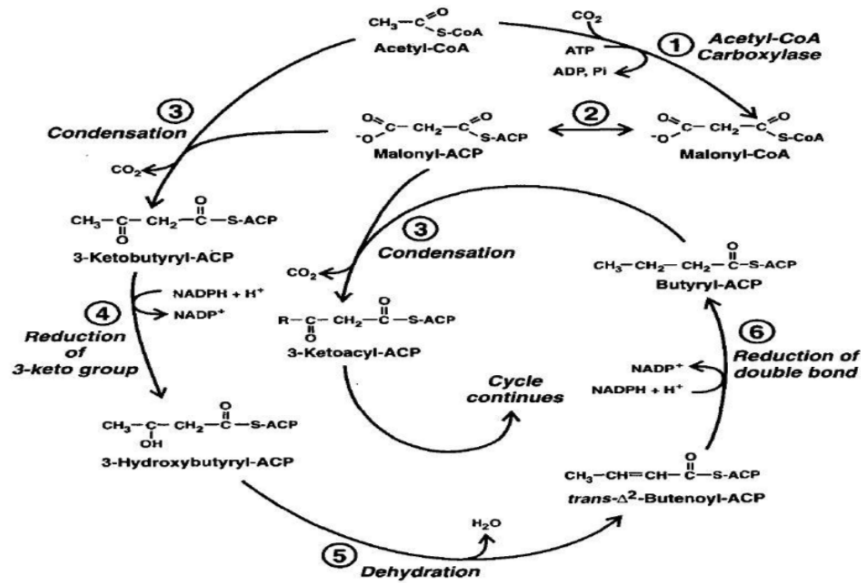 CH₃—C
O
S-CoA
Acetyl-CoA
CO₂
ATP
ADP, Pi
① Acetyl-CoA
Carboxylase
③
Condensation
CO₂
O
⁻O
C—CH₂—C
O
S-ACP
Malonyl-ACP
②
O
⁻O
C—CH₂—C
O
S-CoA
Malonyl-CoA
O
CH₃—C—CH₂—C—S-ACP
O
3-Ketobutyryl-ACP
③
Condensation
CO₂
O
CH₃—CH₂—CH₂—C—S-ACP
Butyryl-ACP
④
NADPH + H⁺
NADP⁺
Reduction
of
3-keto group
O
R—C—CH₂—C—S-ACP
O
3-Ketoacyl-ACP
Cycle
continues
⑥
NADP⁺
NADPH + H⁺
Reduction of
double bond
O
CH₃—C—CH₂—C—S-ACP
OH
3-Hydroxybutyryl-ACP
O
CH₃—CH=CH—C—S-ACP
trans-Δ²-Butenoyl-ACP
H₂O
⑤
Dehydration